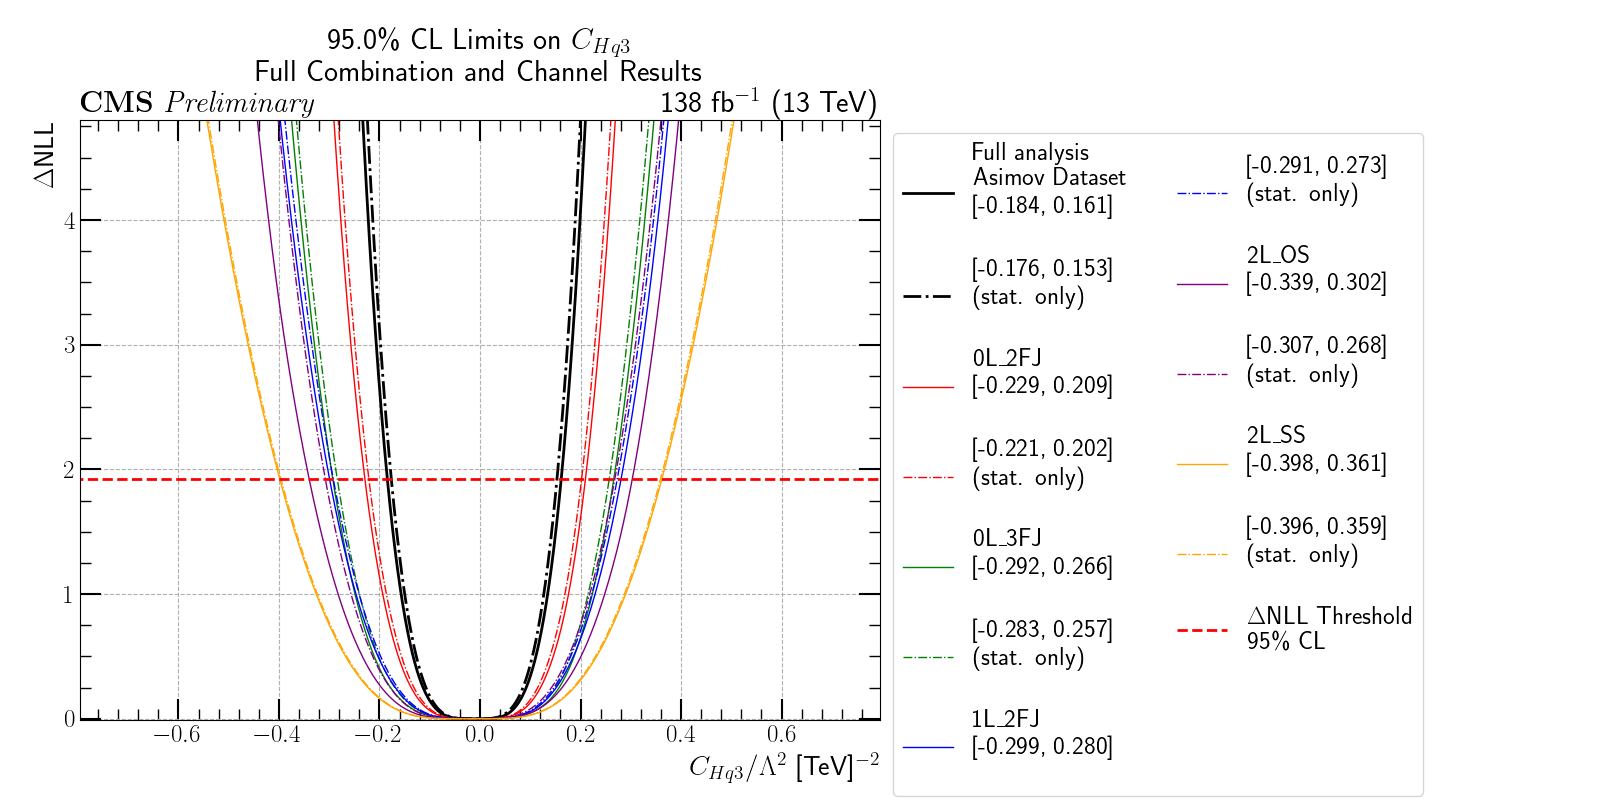 95.0% CL Limits on C_{Hq3}
Full Combination and Channel Results
CMS Preliminary 138 fb^{-1} (13 TeV)
ΔNLL
4
3
2
1
0
−0.6 −0.4 −0.2 0.0 0.2 0.4 0.6
C_{Hq3}/Λ^2 [TeV]^{-2}
Full analysis
Asimov Dataset
[-0.184, 0.161]
[-0.176, 0.153]
(stat. only)
0L_2FJ
[-0.229, 0.209]
[-0.221, 0.202]
(stat. only)
0L_3FJ
[-0.292, 0.266]
[-0.283, 0.257]
(stat. only)
1L_2FJ
[-0.299, 0.280]
[-0.291, 0.273]
(stat. only)
2L_OS
[-0.339, 0.302]
[-0.307, 0.268]
(stat. only)
2L_SS
[-0.398, 0.361]
[-0.396, 0.359]
(stat. only)
ΔNLL Threshold
95% CL